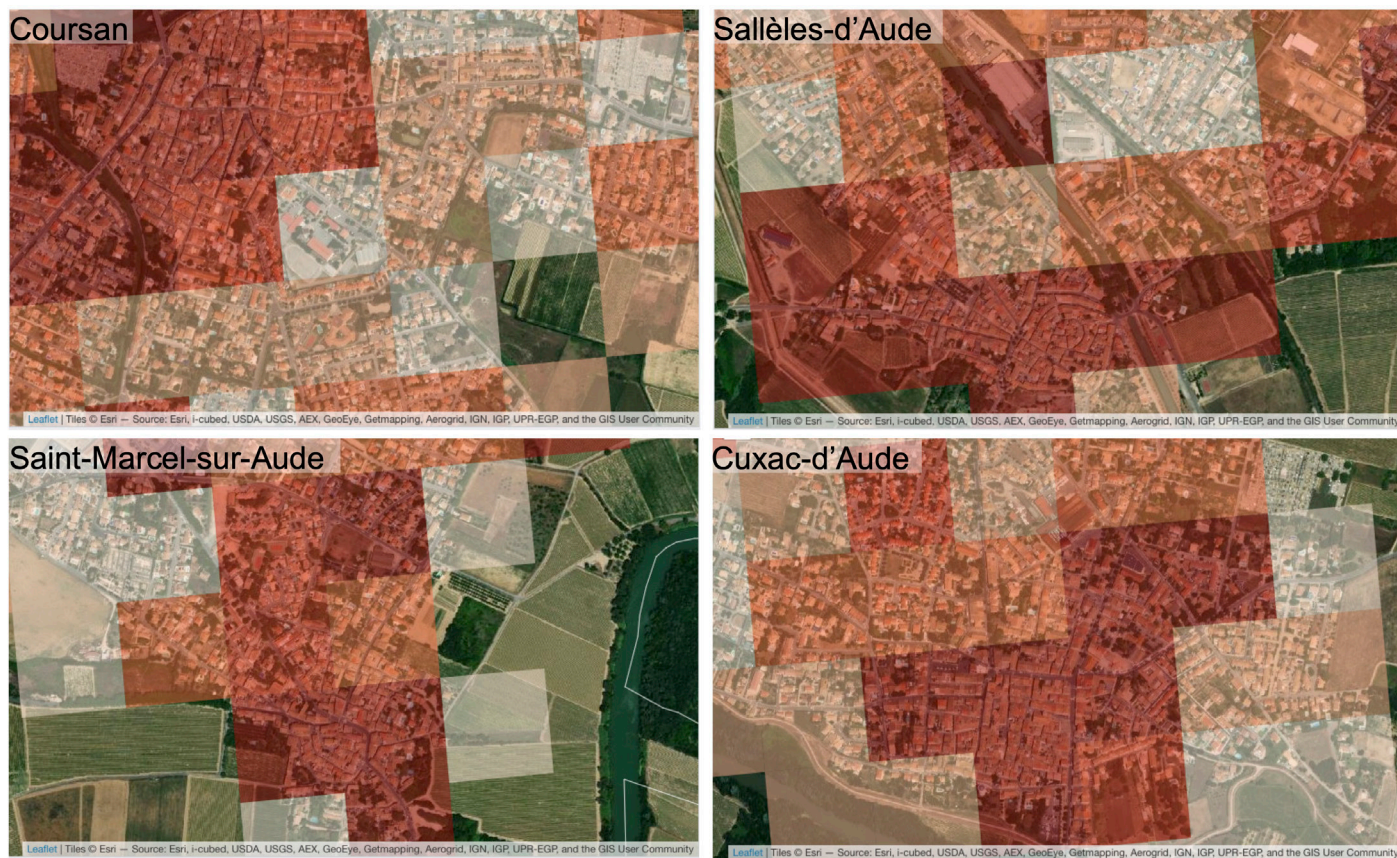 Coursan
Sallèles-d’Aude
Leaflet | Tiles © Esri — Source: Esri, i-cubed, USDA, USGS, AEX, GeoEye, Getmapping, Aerogrid, IGN, IGP, UPR-EGP, and the GIS User Community
Leaflet | Tiles © Esri — Source: Esri, i-cubed, USDA, USGS, AEX, GeoEye, Getmapping, Aerogrid, IGN, IGP, UPR-EGP, and the GIS User Community
Saint-Marcel-sur-Aude
Cuxac-d’Aude
Leaflet | Tiles © Esri — Source: Esri, i-cubed, USDA, USGS, AEX, GeoEye, Getmapping, Aerogrid, IGN, IGP, UPR-EGP, and the GIS User Community
Leaflet | Tiles © Esri — Source: Esri, i-cubed, USDA, USGS, AEX, GeoEye, Getmapping, Aerogrid, IGN, IGP, UPR-EGP, and the GIS User Community